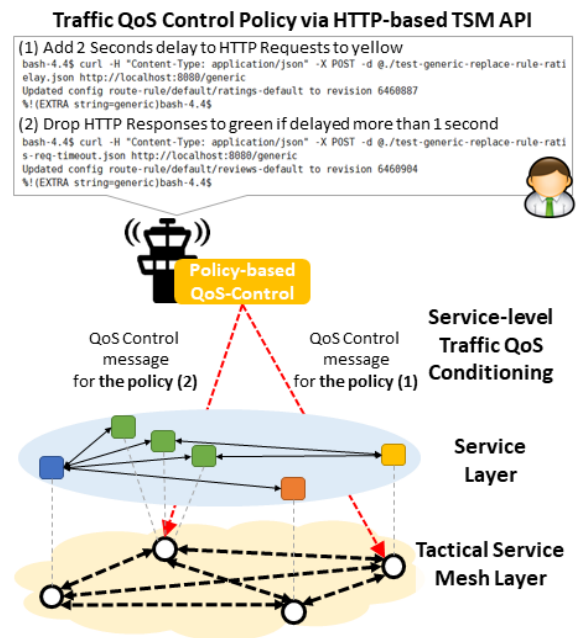 Traffic QoS Control Policy via HTTP-based TSM API
(1) Add 2 Seconds delay to HTTP Requests to yellow
bash-4.4$ curl -H "Content-Type: application/json" -X POST -d @./test-generic-replace-rule-rati
elay.json http://localhost:8080/generic
Updated config route-rule/default/ratings-default to revision 6460887
%!(EXTRA string=generic)bash-4.4$
(2) Drop HTTP Responses to green if delayed more than 1 second
bash-4.4$ curl -H "Content-Type: application/json" -X POST -d @./test-generic-replace-rule-rati
s-req-timeout.json http://localhost:8080/generic
Updated config route-rule/default/reviews-default to revision 6460904
%!(EXTRA string=generic)bash-4.4$
Policy-based
QoS-Control
QoS Control
message
for the policy (2)
QoS Control
message
for the policy (1)
Service-level
Traffic QoS
Conditioning
Service
Layer
Tactical Service
Mesh Layer